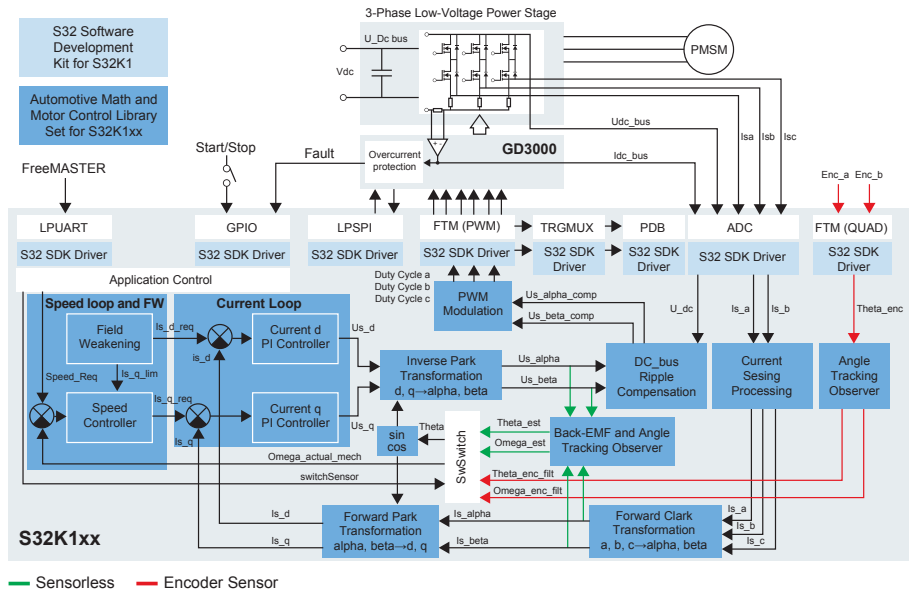 3-Phase Low-Voltage Power Stage
S32 Software
Development
Kit for S32K1
Automotive Math and
Motor Control Library
Set for S32K1xx
U_Dc bus
Vdc
PMSM
Udc_bus
Isa
Isb
Isc
Start/Stop
Fault
Overcurrent
protection
+ -
GD3000
Idc_bus
FreeMASTER
Enc_a
Enc_b
LPUART
S32 SDK Driver
GPIO
S32 SDK Driver
LPSPI
S32 SDK Driver
FTM (PWM)
S32 SDK Driver
TRGMUX
S32 SDK
Driver
PDB
S32 SDK
Driver
ADC
S32 SDK Driver
FTM (QUAD)
S32 SDK
Driver
Application Control
Duty Cycle a
Duty Cycle b
Duty Cycle c
PWM
Modulation
Us_alpha_comp
Us_beta_comp
U_dc
Is_a
Is_b
Theta_enc
Speed loop and FW
Current Loop
Field
Weakening
Is_d_req
is_d
Current d
PI Controller
Us_d
Speed_Req
Is_q_lim
Speed
Controller
Is_q_req
Is_q
Current q
PI Controller
Us_q
Inverse Park
Transformation
d, q→alpha, beta
Us_alpha
Us_beta
DC_bus
Ripple
Compensation
Current
Sesing
Processing
Angle
Tracking
Observer
sin
cos
Theta
SwSwitch
Theta_est
Omega_est
Back-EMF and Angle
Tracking Observer
Omega_actual_mech
switchSensor
Theta_enc_filt
Omega_enc_filt
Is_d
Is_q
Forward Park
Transformation
alpha, beta→d, q
Is_alpha
Is_beta
Forward Clark
Transformation
a, b, c→alpha, beta
Is_a
Is_b
Is_c
S32K1xx
Sensorless
Encoder Sensor